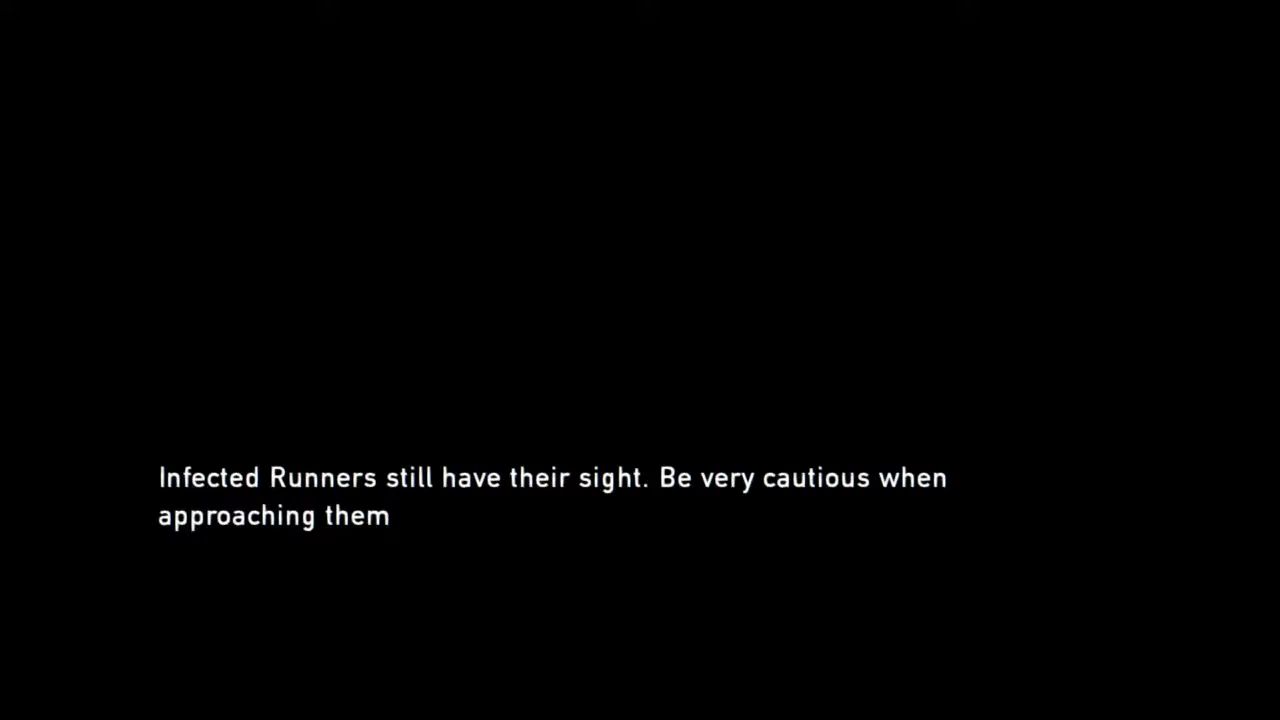 Infected Runners still have their sight. Be very cautious when
approaching them